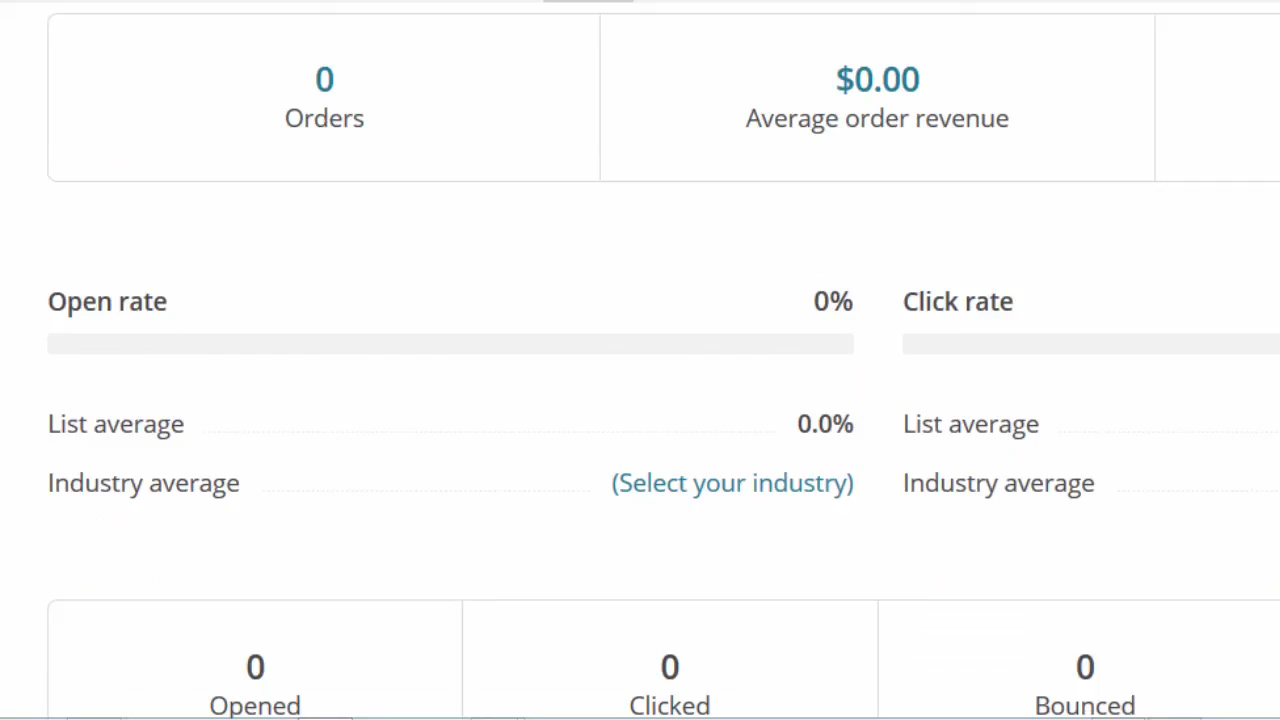 0
Orders
$0.00
Average order revenue
Open rate 0%
Click rate
List average 0.0%
List average
Industry average (Select your industry)
Industry average
0
Opened
0
Clicked
0
Bounced